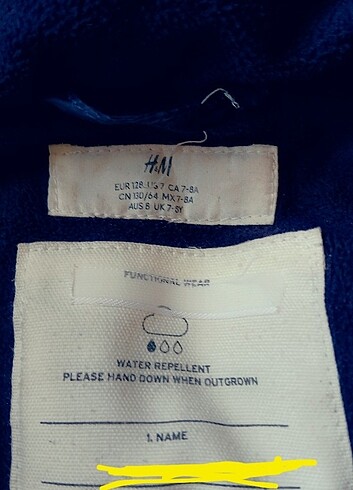 H&M
EUR 128 US 7 CA 7-8A
CN 130/64 MX 7-8A
AUS 8 UK 7-8Y
FUNCTIONAL WEAR
WATER REPELLENT
PLEASE HAND DOWN WHEN OUTGROWN
1. NAME